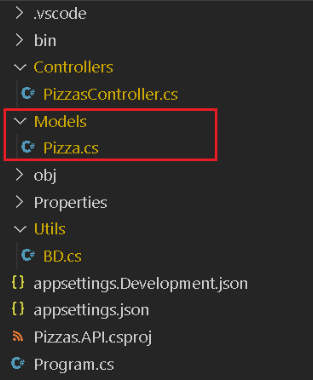 .vscode
bin
Controllers
PizzasController.cs
Models
Pizza.cs
obj
Properties
Utils
BD.cs
appsettings.Development.json
appsettings.json
Pizzas.API.csproj
Program.cs